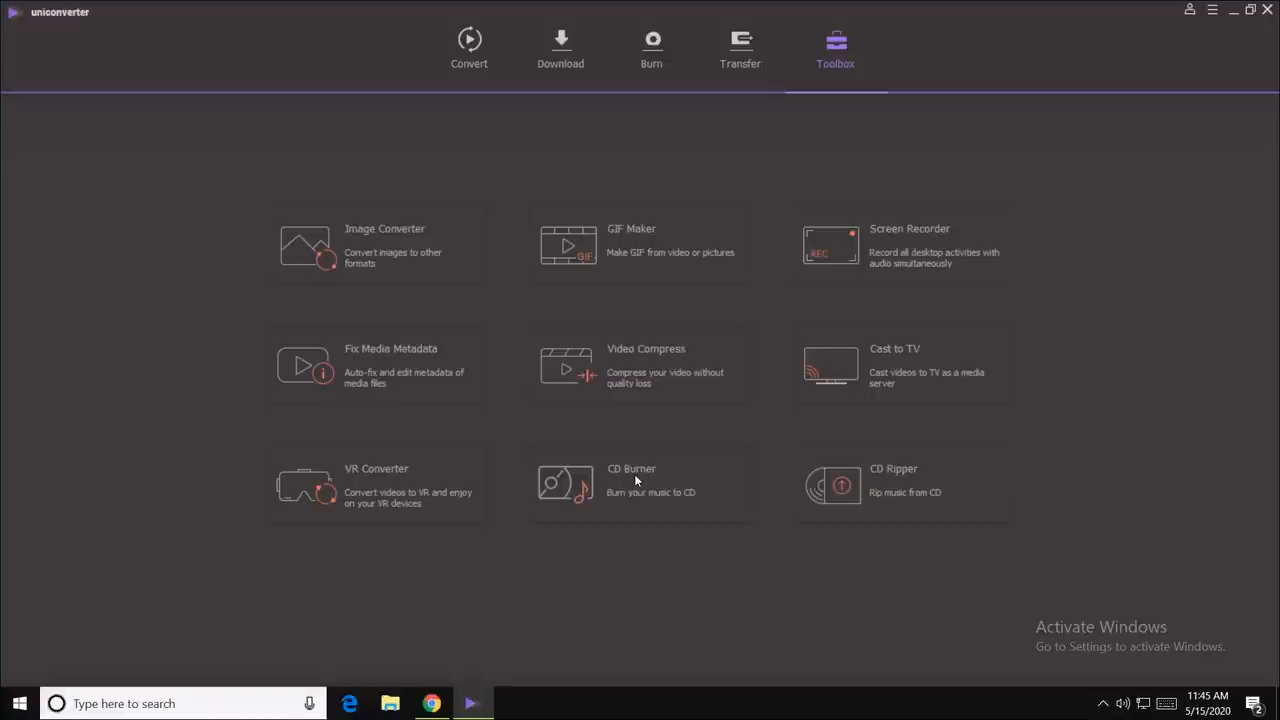 uniconverter
Convert
Download
Burn
Transfer
Toolbox
Image Converter
Convert images to other
formats
GIF Maker
Make GIF from video or pictures
GIF
Screen Recorder
Record all desktop activities with
audio simultaneously
REC
Fix Media Metadata
Auto-fix and edit metadata of
media files
Video Compress
Compress your video without
quality loss
Cast to TV
Cast videos to TV as a media
server
VR Converter
Convert videos to VR and enjoy
on your VR devices
CD Burner
Burn your music to CD
CD Ripper
Rip music from CD
Activate Windows
Go to Settings to activate Windows.
Type here to search
11:45 AM
5/15/2020
2